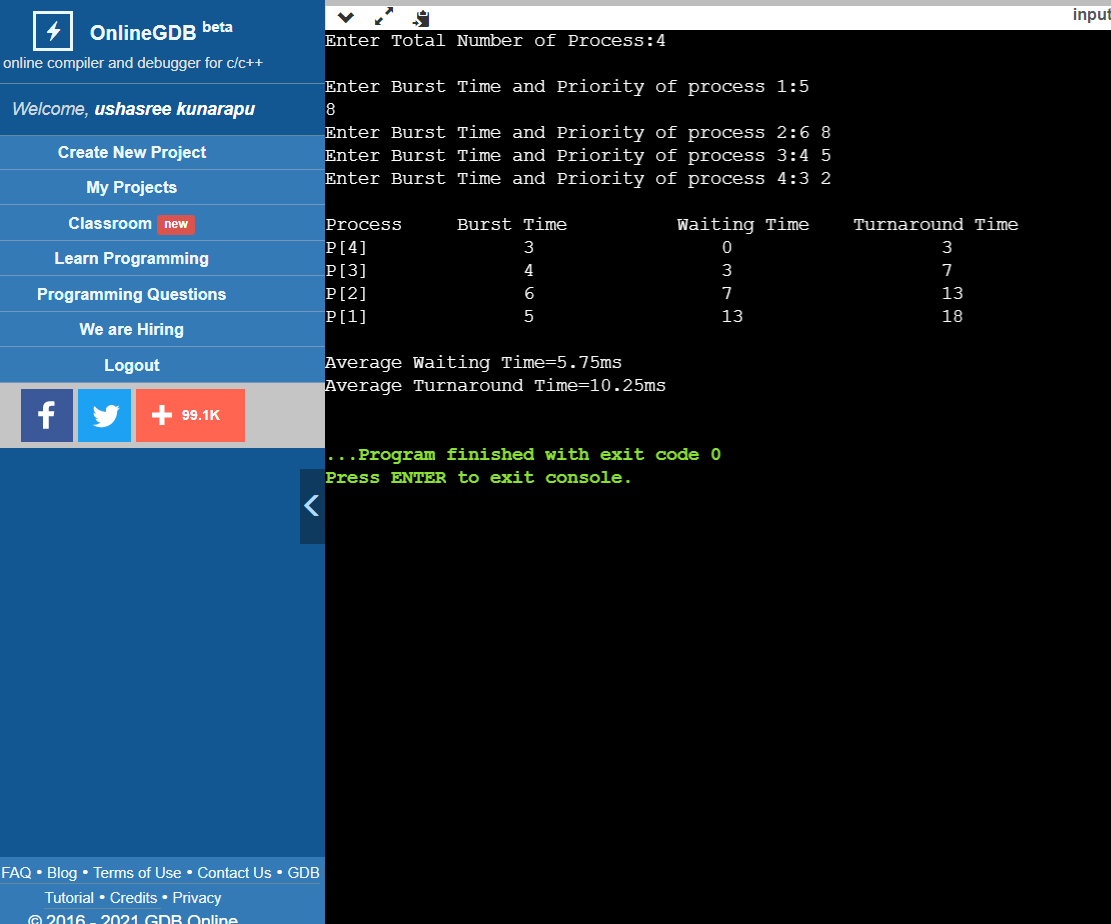 OnlineGDB beta
online compiler and debugger for c/c++
Welcome, ushasree kunarapu
Create New Project
My Projects
Classroom new
Learn Programming
Programming Questions
We are Hiring
Logout
99.1K
FAQ • Blog • Terms of Use • Contact Us • GDB
Tutorial • Credits • Privacy
© 2016 - 2021 GDB Online
input
Enter Total Number of Process:4
Enter Burst Time and Priority of process 1:5
8
Enter Burst Time and Priority of process 2:6 8
Enter Burst Time and Priority of process 3:4 5
Enter Burst Time and Priority of process 4:3 2
Process Burst Time Waiting Time Turnaround Time
P[4] 3 0 3
P[3] 4 3 7
P[2] 6 7 13
P[1] 5 13 18
Average Waiting Time=5.75ms
Average Turnaround Time=10.25ms
...Program finished with exit code 0
Press ENTER to exit console.